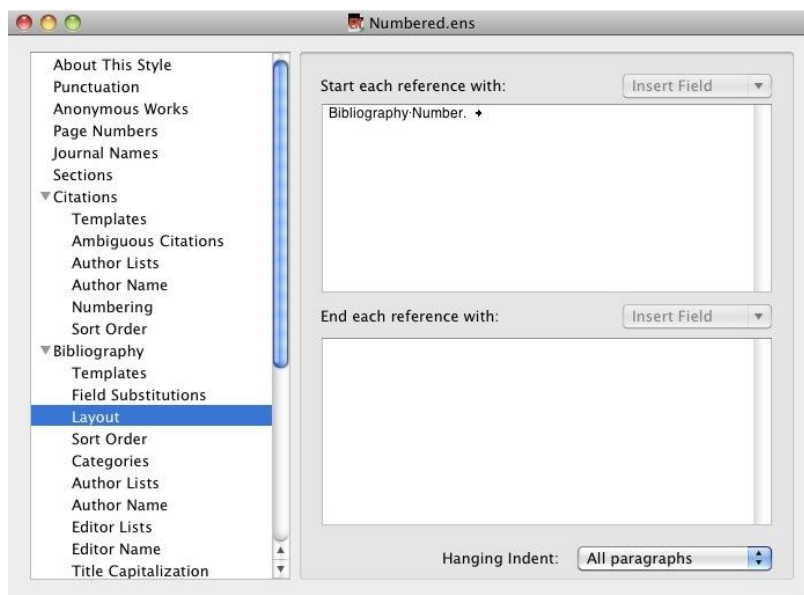 Numbered.ens
About This Style
Punctuation
Anonymous Works
Page Numbers
Journal Names
Sections
Citations
Templates
Ambiguous Citations
Author Lists
Author Name
Numbering
Sort Order
Bibliography
Templates
Field Substitutions
Layout
Sort Order
Categories
Author Lists
Author Name
Editor Lists
Editor Name
Title Capitalization
Start each reference with: Insert Field
Bibliography·Number. →
End each reference with: Insert Field
Hanging Indent: All paragraphs